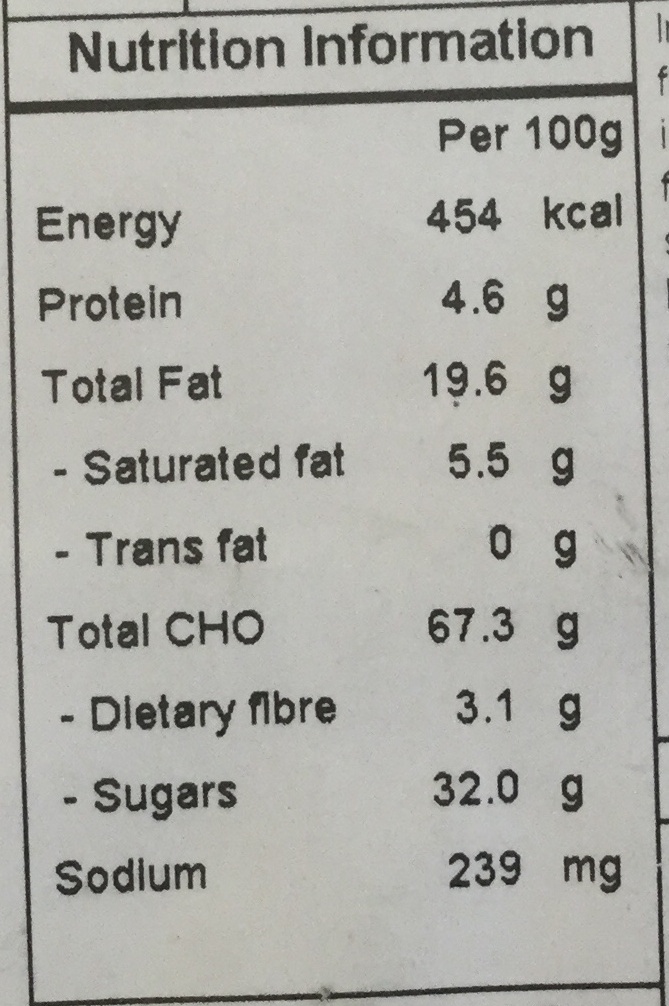 Nutrition Information
Per 100g
Energy 454 kcal
Protein 4.6 g
Total Fat 19.6 g
- Saturated fat 5.5 g
- Trans fat 0 g
Total CHO 67.3 g
- Dietary fibre 3.1 g
- Sugars 32.0 g
Sodium 239 mg